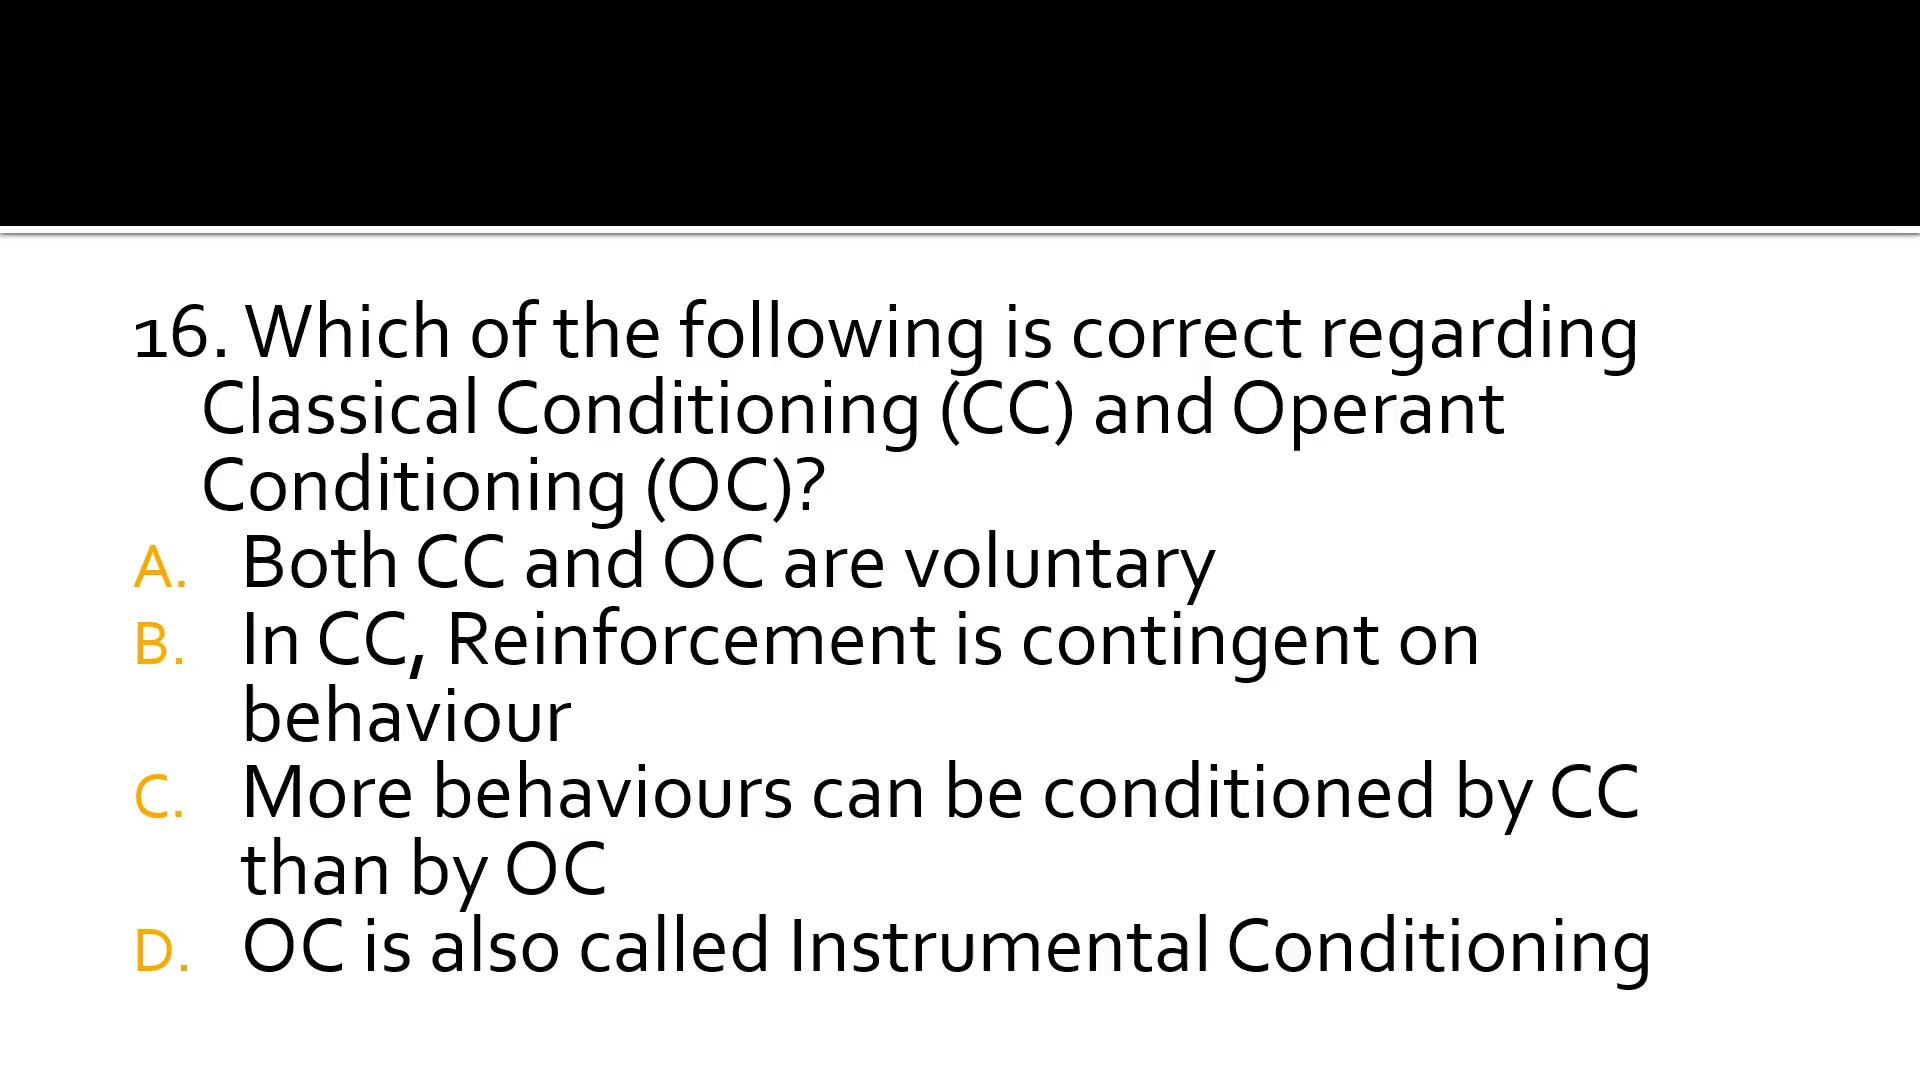 16. Which of the following is correct regarding
Classical Conditioning (CC) and Operant
Conditioning (OC)?
A. Both CC and OC are voluntary
B. In CC, Reinforcement is contingent on
behaviour
C. More behaviours can be conditioned by CC
than by OC
D. OC is also called Instrumental Conditioning